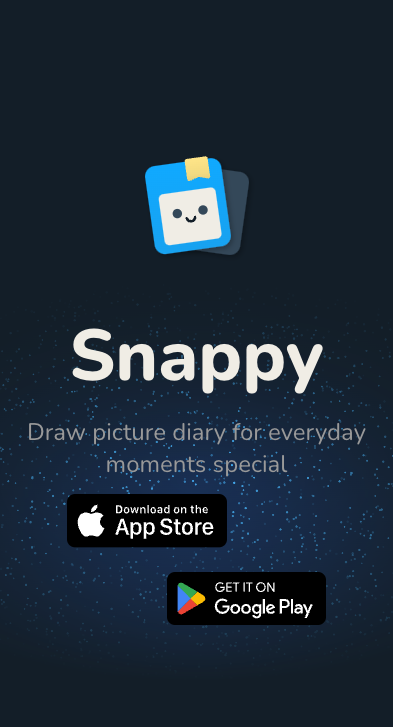 Snappy
Draw picture diary for everyday
moments special
Download on the
App Store
GET IT ON
Google Play